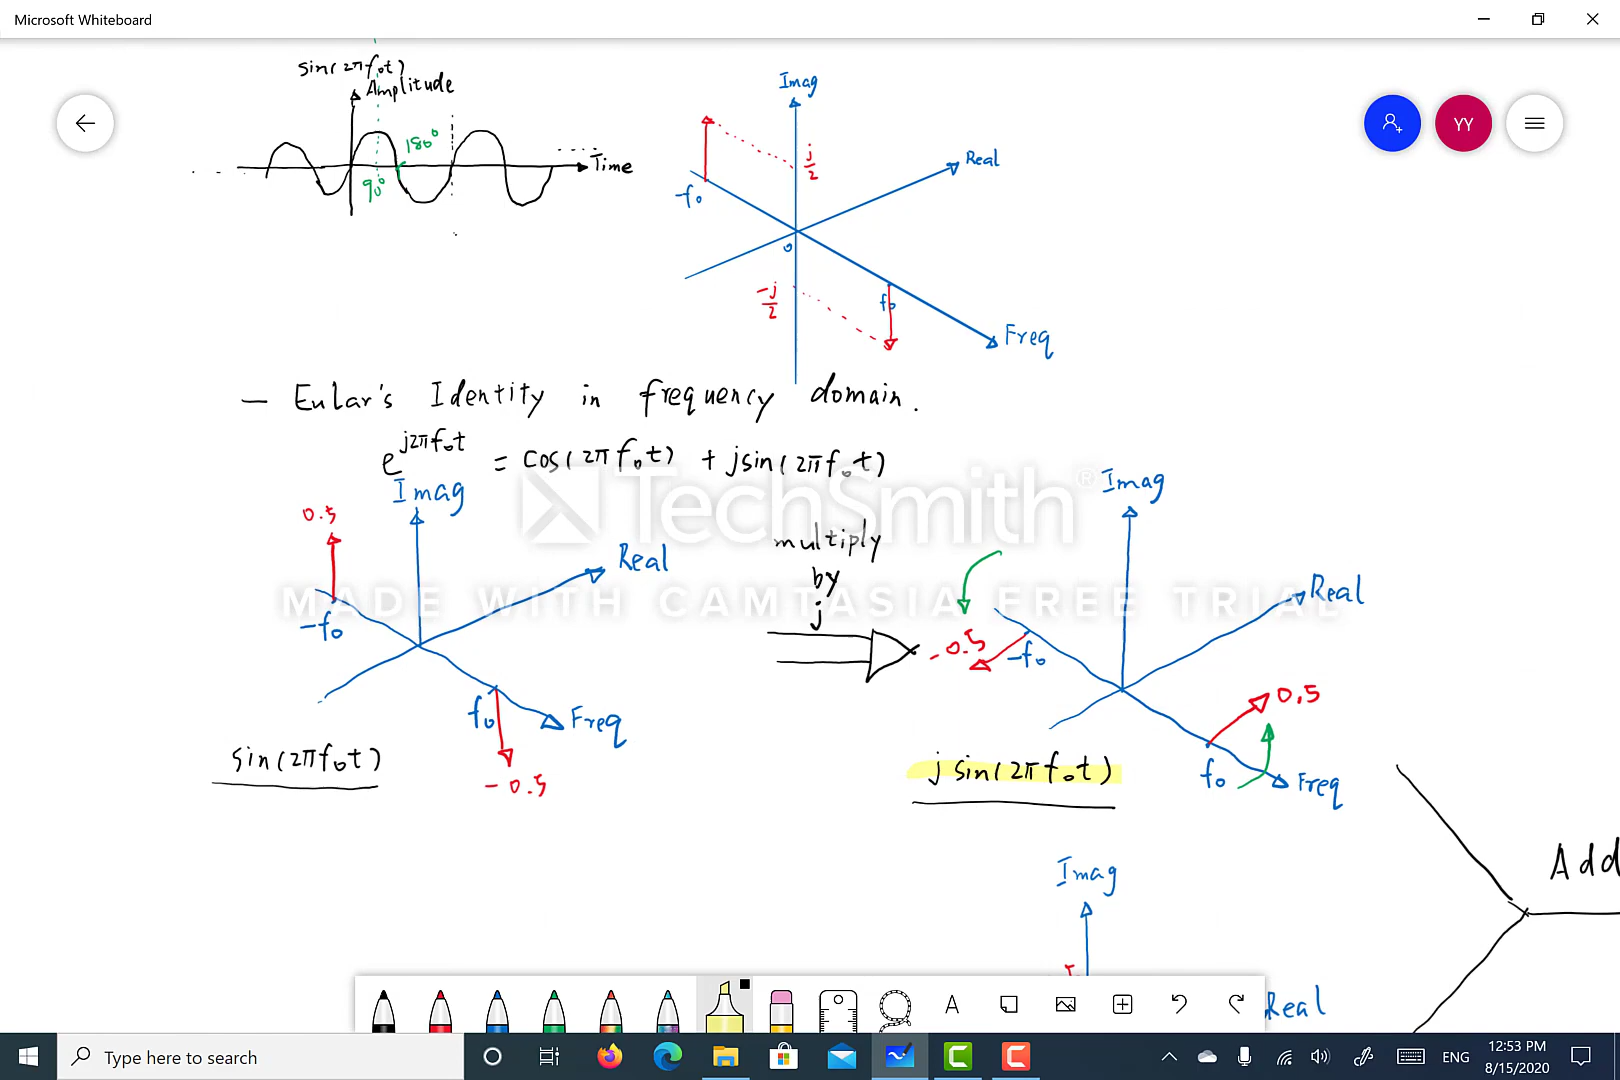 Microsoft Whiteboard
sin(2πf₀t)
Amplitude
180°
90°
Time
Imag
j/2
Real
-f₀
0
-j/2
f₀
Freq
YY
— Eular's Identity in frequency domain.
e^{j2πf₀t} = cos(2πf₀t) + jsin(2πf₀t)
TechSmith®
MADE WITH CAMTASIA FREE TRIAL
Imag
0.5
Real
-f₀
f₀
Freq
-0.5
sin(2πf₀t)
multiply
by
j
Imag
Real
-0.5
-f₀
0.5
f₀
Freq
j sin(2πf₀t)
Add
Imag
Real
A
Type here to search
ENG
12:53 PM
8/15/2020